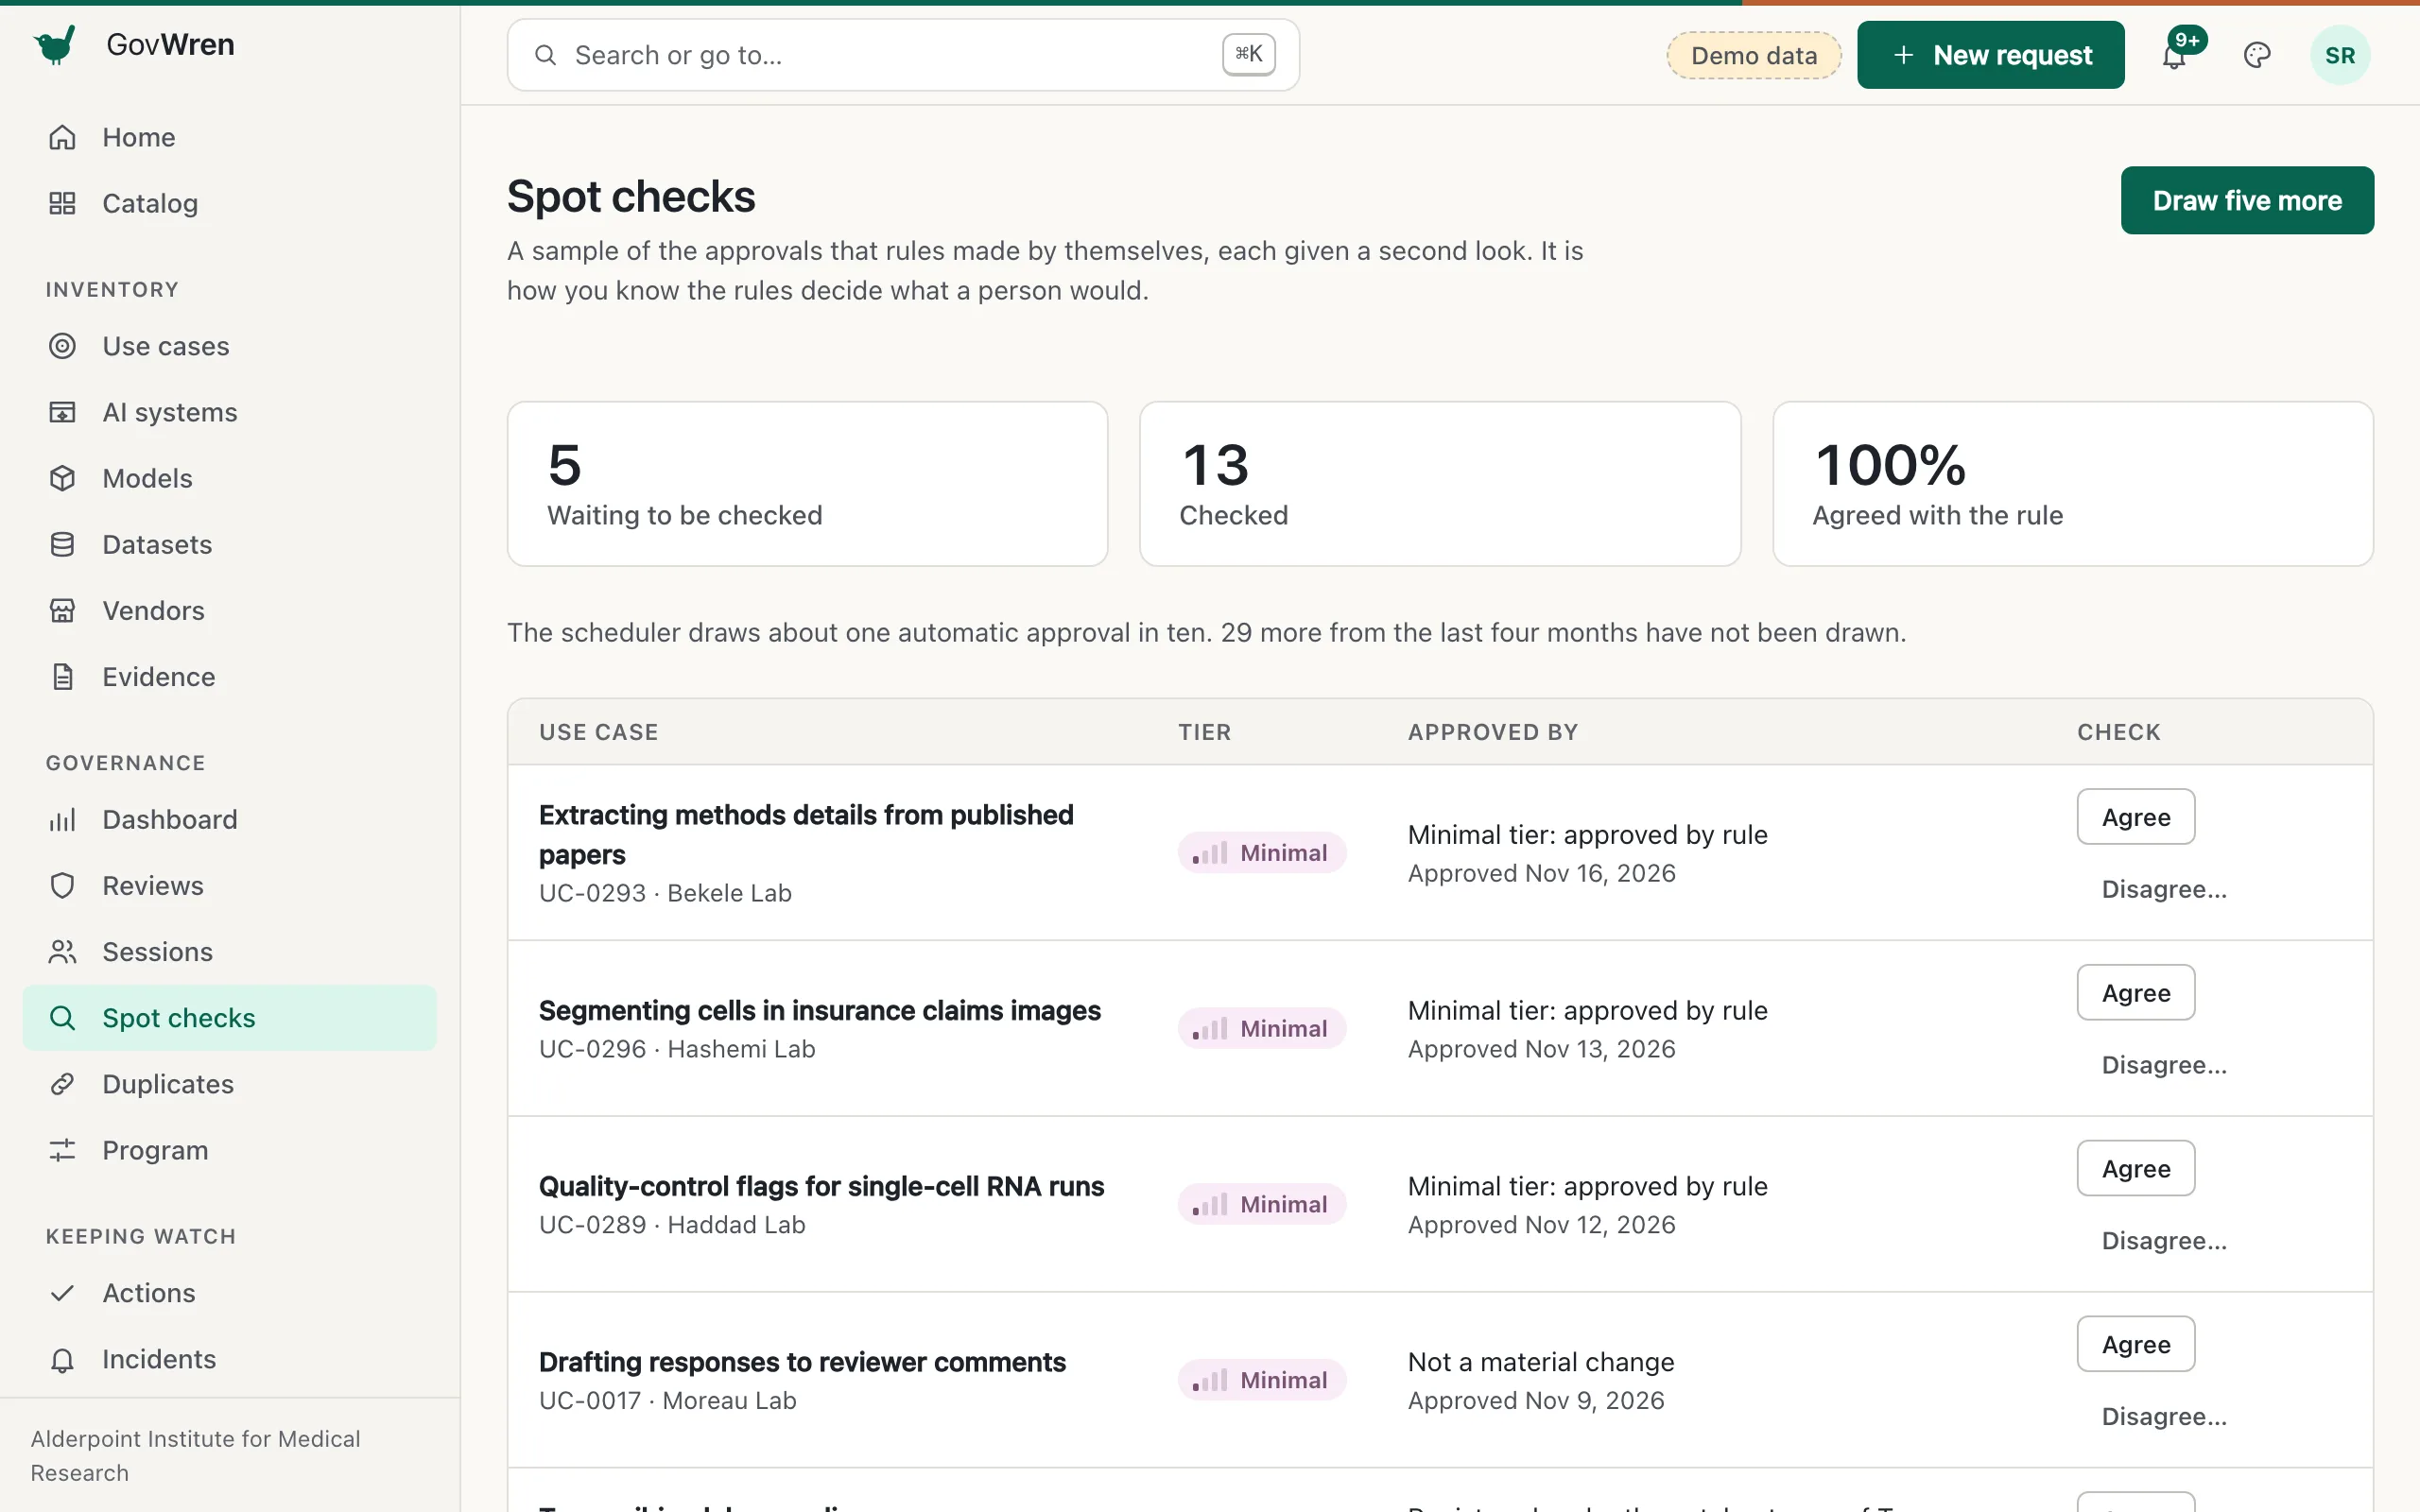 GovWren
Search or go to...
⌘K
Demo data
New request
9+
SR
Home
Catalog
INVENTORY
Use cases
AI systems
Models
Datasets
Vendors
Evidence
GOVERNANCE
Dashboard
Reviews
Sessions
Spot checks
Duplicates
Program
KEEPING WATCH
Actions
Incidents
Alderpoint Institute for Medical
Research
Spot checks
Draw five more
A sample of the approvals that rules made by themselves, each given a second look. It is
how you know the rules decide what a person would.
5
Waiting to be checked
13
Checked
100%
Agreed with the rule
The scheduler draws about one automatic approval in ten. 29 more from the last four months have not been drawn.
USE CASE TIER APPROVED BY CHECK
Extracting methods details from published
papers
UC-0293 · Bekele Lab
Minimal
Minimal tier: approved by rule
Approved Nov 16, 2026
Agree
Disagree...
Segmenting cells in insurance claims images
UC-0296 · Hashemi Lab
Minimal
Minimal tier: approved by rule
Approved Nov 13, 2026
Agree
Disagree...
Quality-control flags for single-cell RNA runs
UC-0289 · Haddad Lab
Minimal
Minimal tier: approved by rule
Approved Nov 12, 2026
Agree
Disagree...
Drafting responses to reviewer comments
UC-0017 · Moreau Lab
Minimal
Not a material change
Approved Nov 9, 2026
Agree
Disagree...